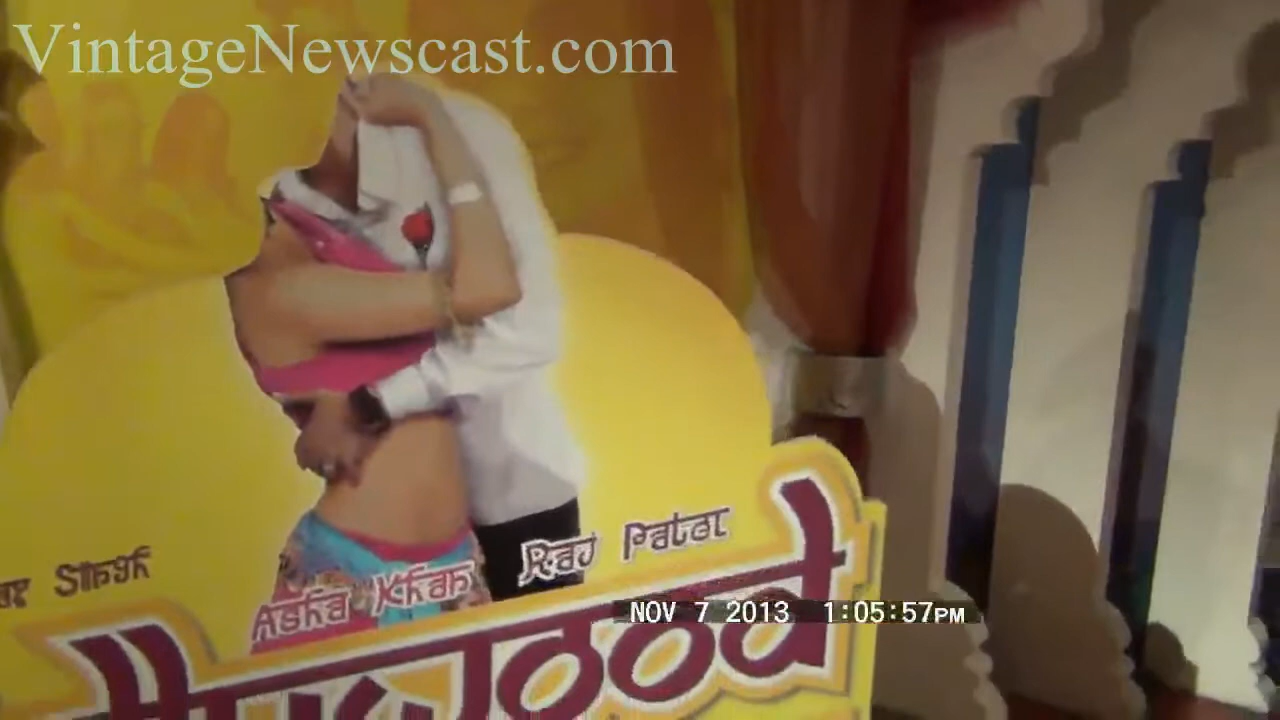 VintageNewscast.com
Singh
Asha Khan
Raj Patel
NOV 7 2013 1:05:57PM